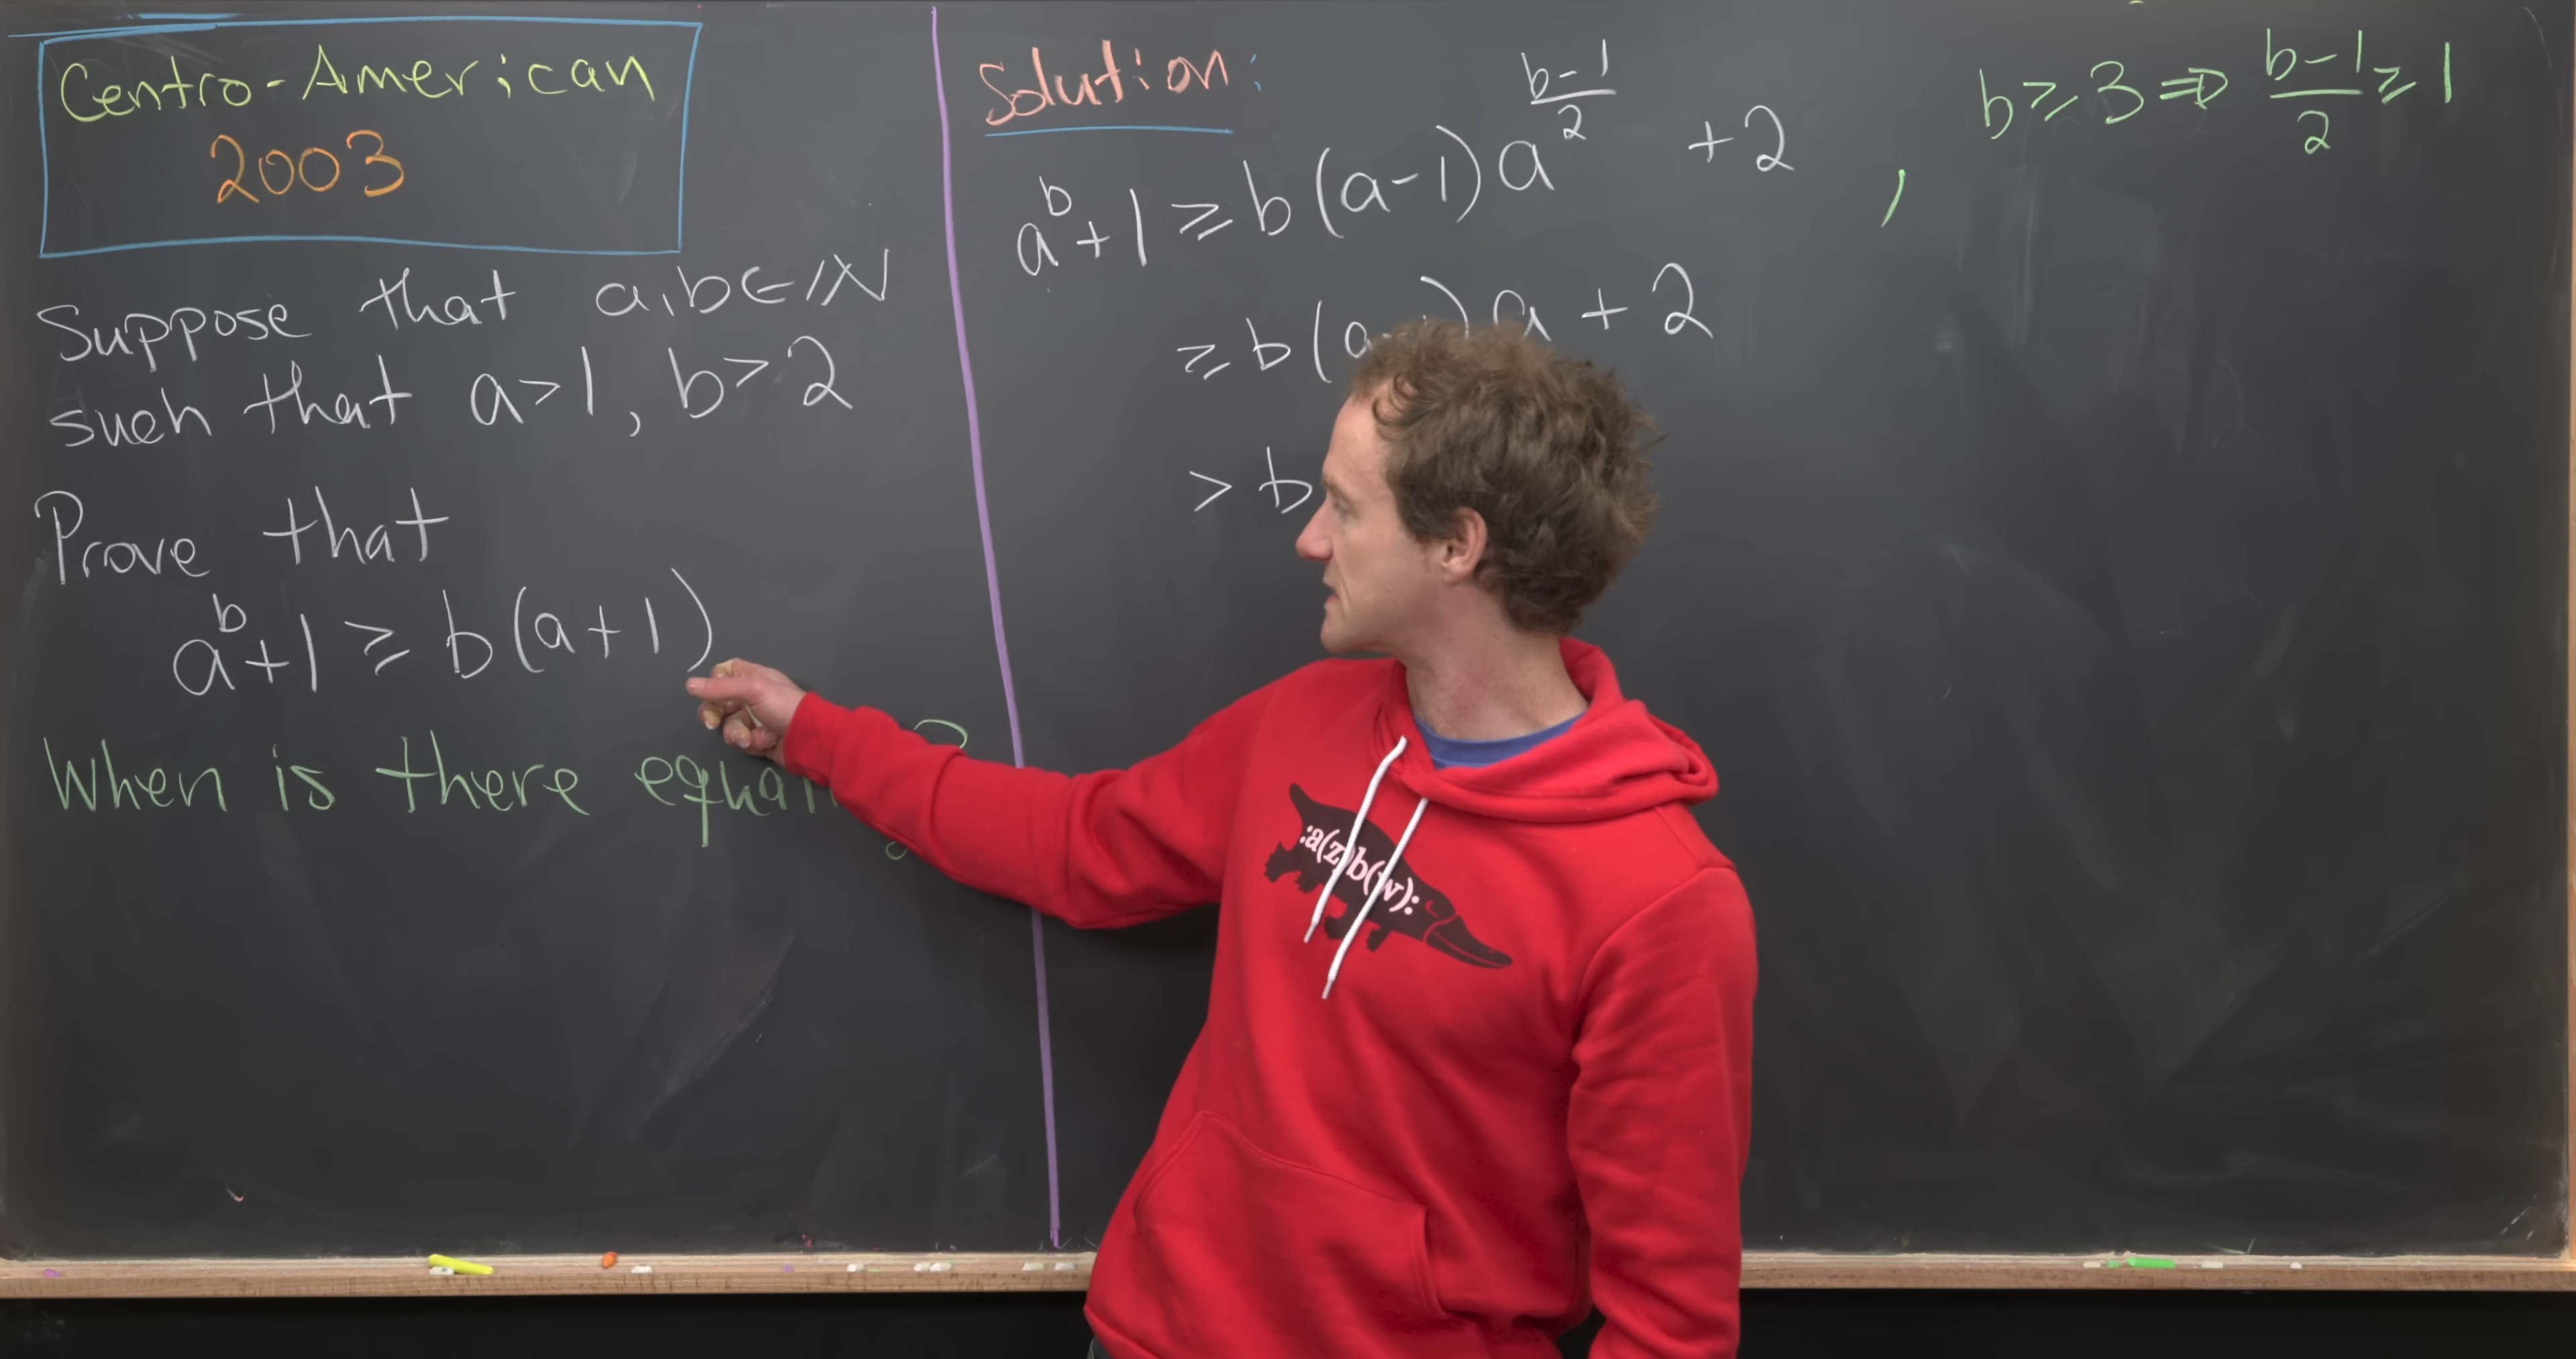 Centro-American
2003
Suppose that a,b∈ℕ
such that a>1, b>2
Prove that
a^b+1 ≥ b(a+1)
When is there ?
Solution:
a^b+1 ≥ b(a-1)a^((b-1)/2) +2 ,
b≥3 ⇒ (b-1)/2 ≥ 1
≥ b(a ) a + 2
> b
:a(z)b(w):